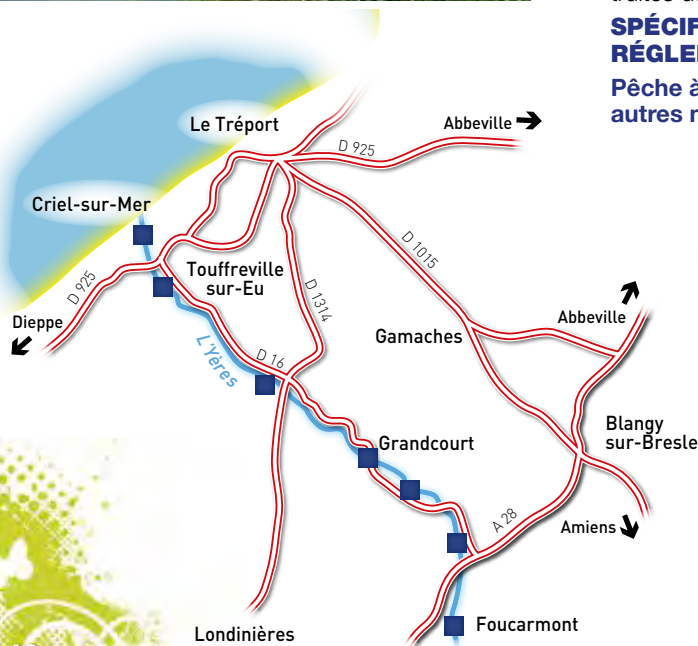 SPÉCIF
RÉGLE
Pêche à
autres
Le Tréport
Abbeville
D 925
Criel-sur-Mer
D 1015
Touffreville
sur-Eu
D 925
D 1314
Dieppe
Abbeville
Gamaches
L'Yères
D 16
Blangy
sur-Bresle
Grandcourt
A 28
Amiens
Foucarmont
Londinières